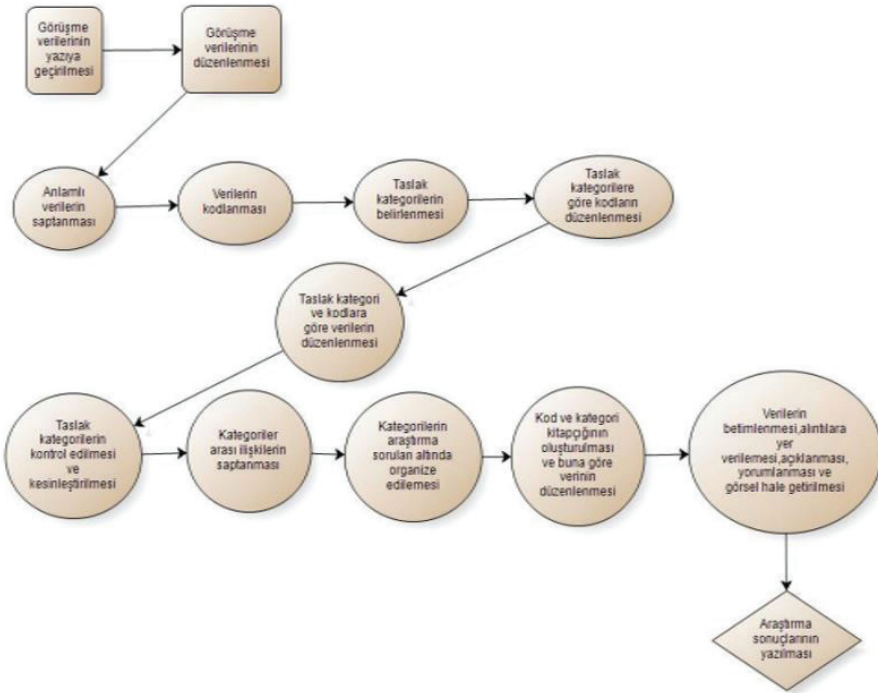 Görüşme
verilerinin
yazıya
geçirilmesi
Görüşme
verilerinin
düzenlenmesi
Anlamlı
verilerin
saptanması
Verilerin
kodlanması
Taslak
kategorilerin
belirlenmesi
Taslak
kategorilere
göre kodların
düzenlenmesi
Taslak kategori
ve kodlara
göre verilerin
düzenlenmesi
Taslak
kategorilerin
kontrol edilmesi
ve
kesinleştirilmesi
Kategoriler
arası ilişkilerin
saptanması
Kategorilerin
araştırma
soruları altında
organize
edilemesi
Kod ve kategori
kitapçığının
oluşturulması
ve buna göre
verinin
düzenlenmesi
Verilerin
betimlenmesi,alıntılara
yer
verilemesi,açıklanması,
yorumlanması ve
görsel hale getirilmesi
Araştırma
sonuçlarının
yazılması